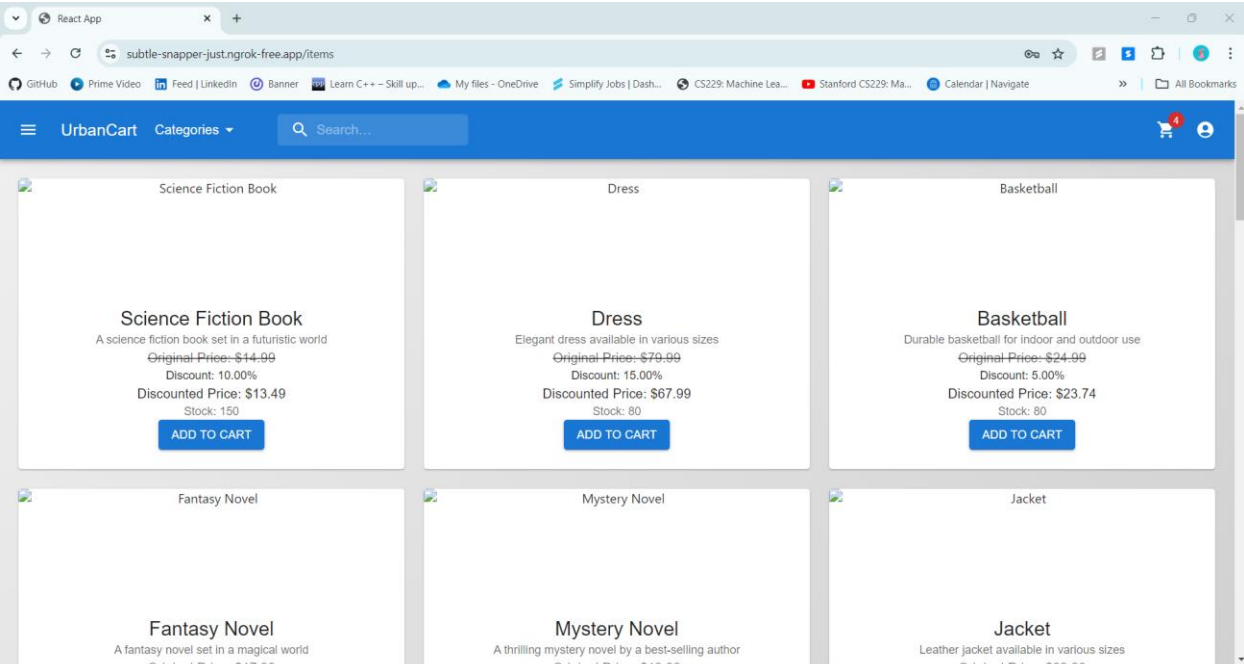 React App
subtle-snapper-just.ngrok-free.app/items
GitHub Prime Video Feed | LinkedIn Banner Learn C++ – Skill up... My files - OneDrive Simplify Jobs | Dash... CS229: Machine Lea... Stanford CS229: Ma... Calendar | Navigate » All Bookmarks
UrbanCart Categories Search... 4
Science Fiction Book
Science Fiction Book
A science fiction book set in a futuristic world
Original Price: $14.99
Discount: 10.00%
Discounted Price: $13.49
Stock: 150
ADD TO CART
Dress
Dress
Elegant dress available in various sizes
Original Price: $79.99
Discount: 15.00%
Discounted Price: $67.99
Stock: 80
ADD TO CART
Basketball
Basketball
Durable basketball for indoor and outdoor use
Original Price: $24.99
Discount: 5.00%
Discounted Price: $23.74
Stock: 80
ADD TO CART
Fantasy Novel
Fantasy Novel
A fantasy novel set in a magical world
Mystery Novel
Mystery Novel
A thrilling mystery novel by a best-selling author
Jacket
Jacket
Leather jacket available in various sizes